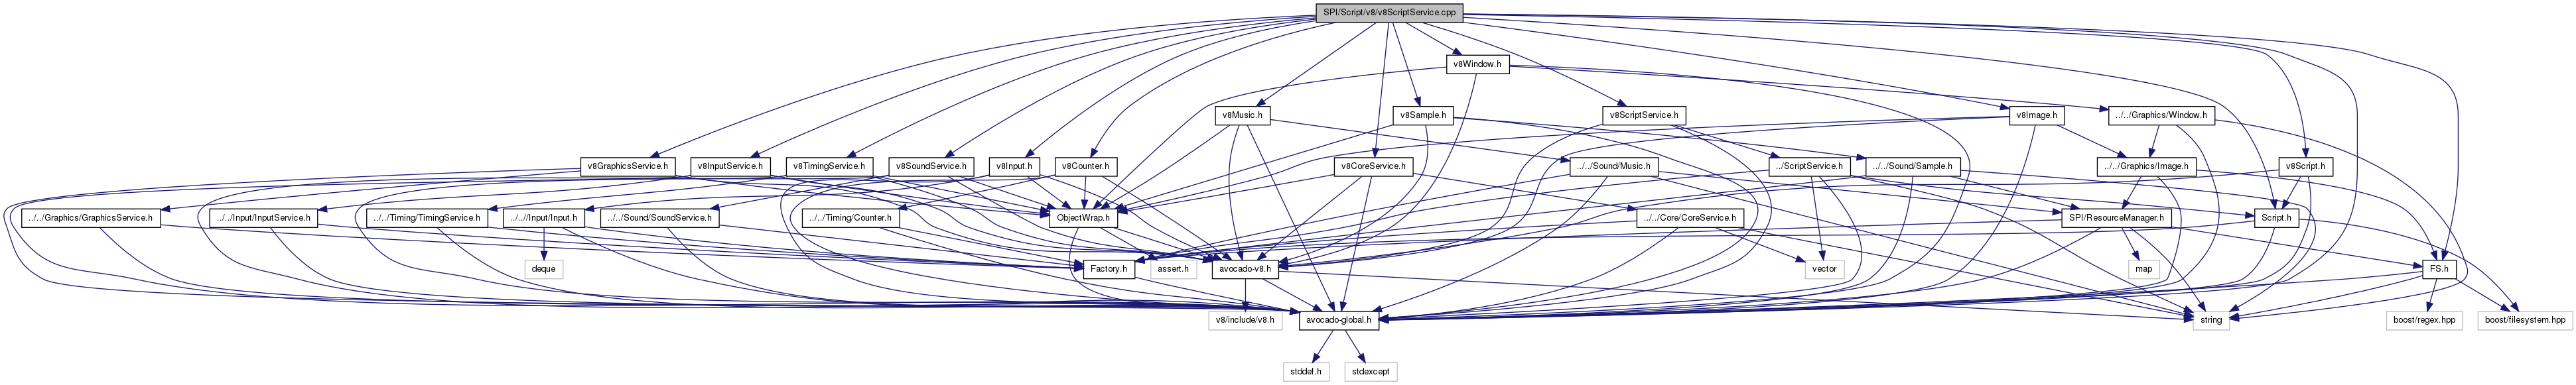 SPI/Script/v8/v8ScriptService.cpp
v8Window.h
v8Music.h
v8Sample.h
v8ScriptService.h
../../Graphics/Window.h
v8Image.h
v8GraphicsService.h
v8InputService.h
v8TimingService.h
v8SoundService.h
v8Input.h
v8Counter.h
v8CoreService.h
../../Sound/Music.h
../ScriptService.h
../../Sound/Sample.h
../../Graphics/Image.h
v8Script.h
../../Graphics/GraphicsService.h
../../Input/InputService.h
../../Timing/TimingService.h
../../Input/Input.h
../../Sound/SoundService.h
../../Timing/Counter.h
ObjectWrap.h
../../Core/CoreService.h
SPI/ResourceManager.h
Script.h
deque
Factory.h
assert.h
avocado-v8.h
vector
map
FS.h
v8/include/v8.h
avocado-global.h
string
boost/regex.hpp
boost/filesystem.hpp
stddef.h
stdexcept